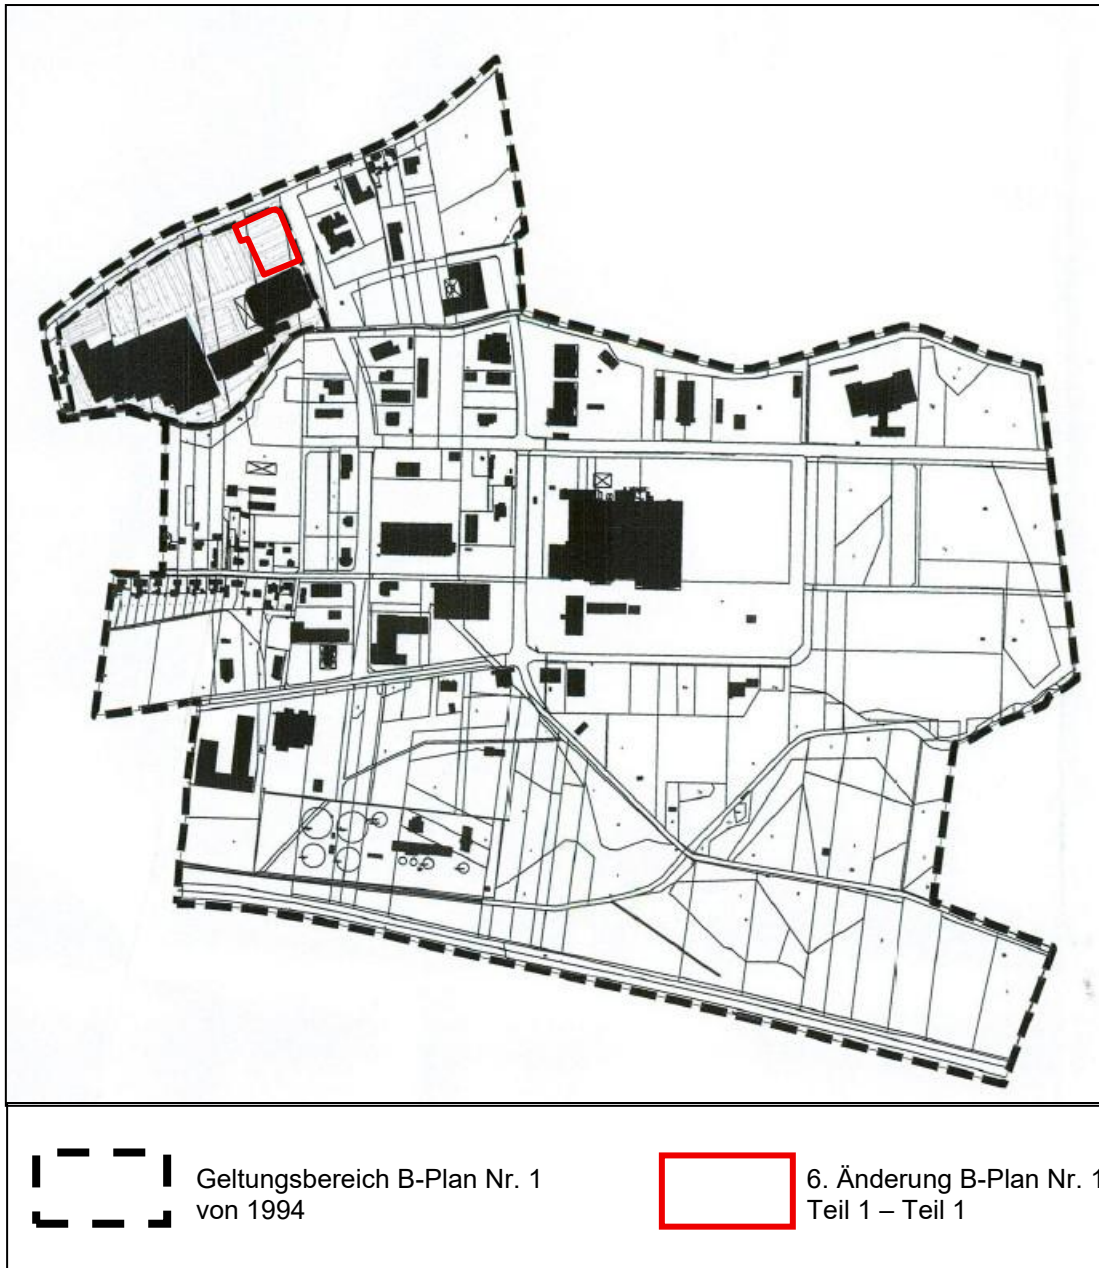 Geltungsbereich B-Plan Nr. 1
von 1994
6. Änderung B-Plan Nr. 1
Teil 1 – Teil 1